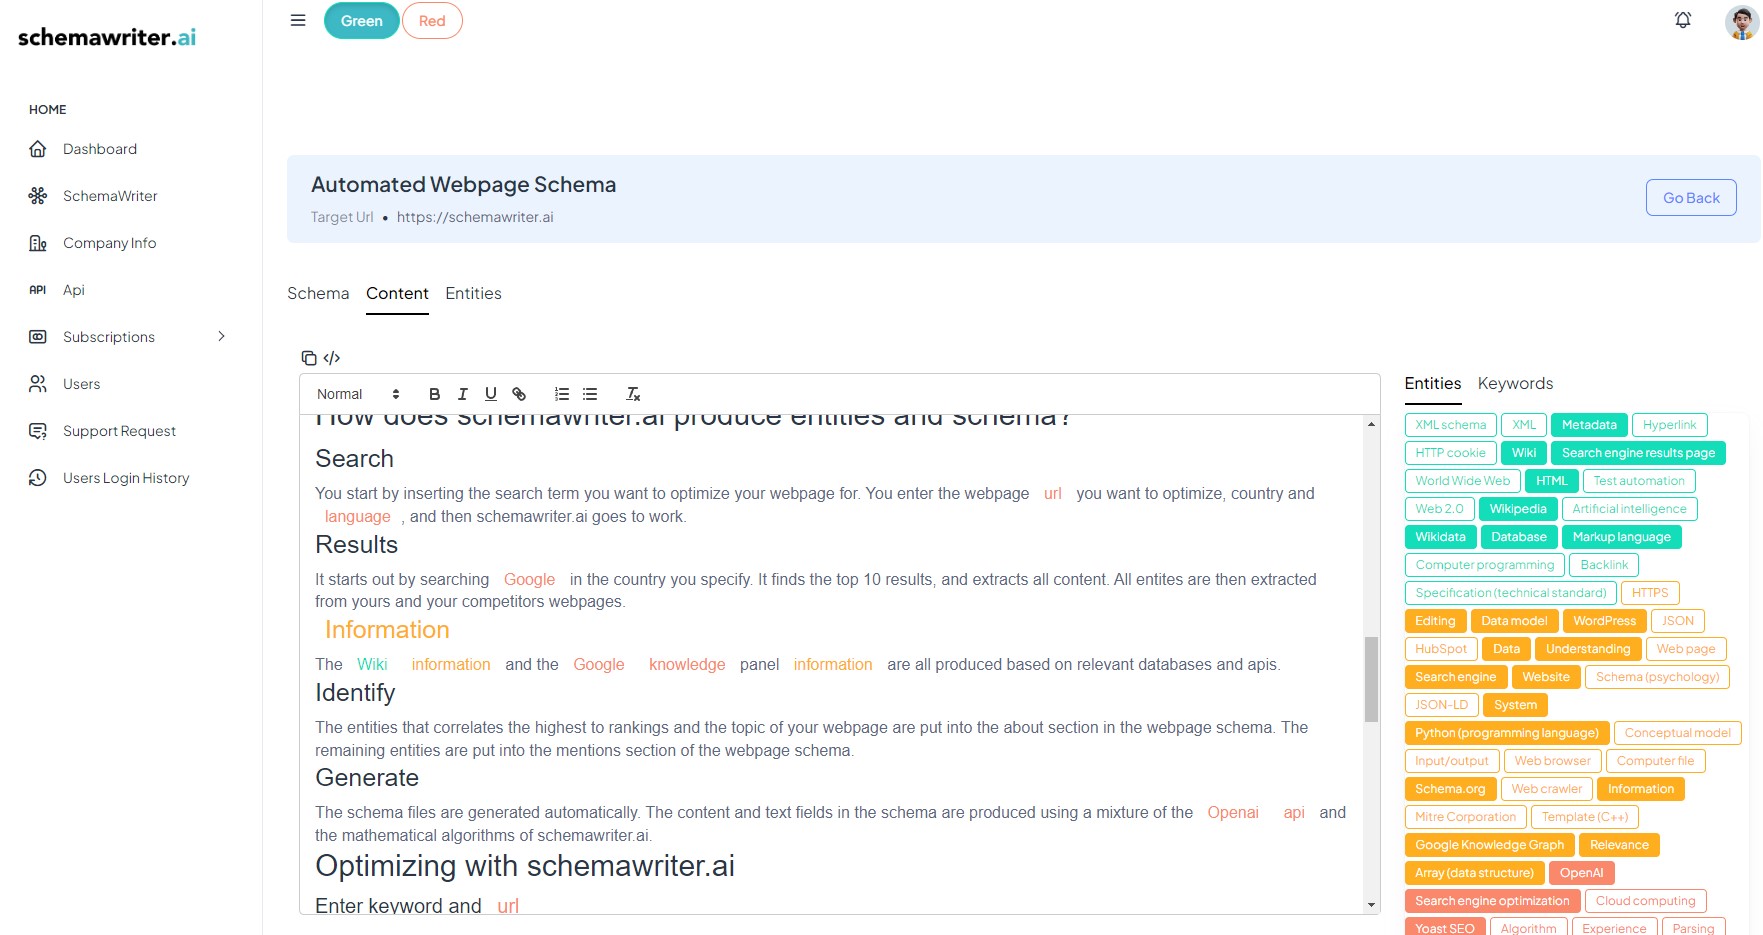 schemawriter.ai
Green Red
HOME
Dashboard
SchemaWriter
Company Info
API Api
Subscriptions
Users
Support Request
Users Login History
Automated Webpage Schema
Target Url • https://schemawriter.ai
Go Back
Schema Content Entities
Normal
How does schemawriter.ai produce entities and schema?
Search
You start by inserting the search term you want to optimize your webpage for. You enter the webpage url you want to optimize, country and
language , and then schemawriter.ai goes to work.
Results
It starts out by searching Google in the country you specify. It finds the top 10 results, and extracts all content. All entites are then extracted
from yours and your competitors webpages.
Information
The Wiki information and the Google knowledge panel information are all produced based on relevant databases and apis.
Identify
The entities that correlates the highest to rankings and the topic of your webpage are put into the about section in the webpage schema. The
remaining entities are put into the mentions section of the webpage schema.
Generate
The schema files are generated automatically. The content and text fields in the schema are produced using a mixture of the Openai api and
the mathematical algorithms of schemawriter.ai.
Optimizing with schemawriter.ai
Enter keyword and url
Entities Keywords
XML schema XML Metadata Hyperlink
HTTP cookie Wiki Search engine results page
World Wide Web HTML Test automation
Web 2.0 Wikipedia Artificial intelligence
Wikidata Database Markup language
Computer programming Backlink
Specification (technical standard) HTTPS
Editing Data model WordPress JSON
HubSpot Data Understanding Web page
Search engine Website Schema (psychology)
JSON-LD System
Python (programming language) Conceptual model
Input/output Web browser Computer file
Schema.org Web crawler Information
Mitre Corporation Template (C++)
Google Knowledge Graph Relevance
Array (data structure) OpenAI
Search engine optimization Cloud computing
Yoast SEO Algorithm Experience Parsing